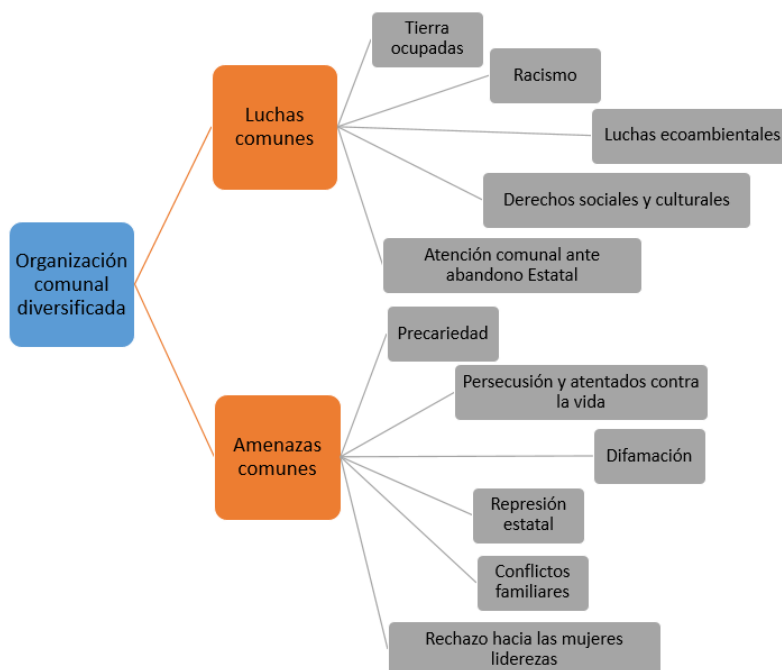 Organización
comunal
diversificada
Luchas
comunes
Tierra
ocupadas
Racismo
Luchas ecoambientales
Derechos sociales y culturales
Atención comunal ante
abandono Estatal
Amenazas
comunes
Precariedad
Persecusión y atentados contra
la vida
Difamación
Represión
estatal
Conflictos
familiares
Rechazo hacia las mujeres
liderezas